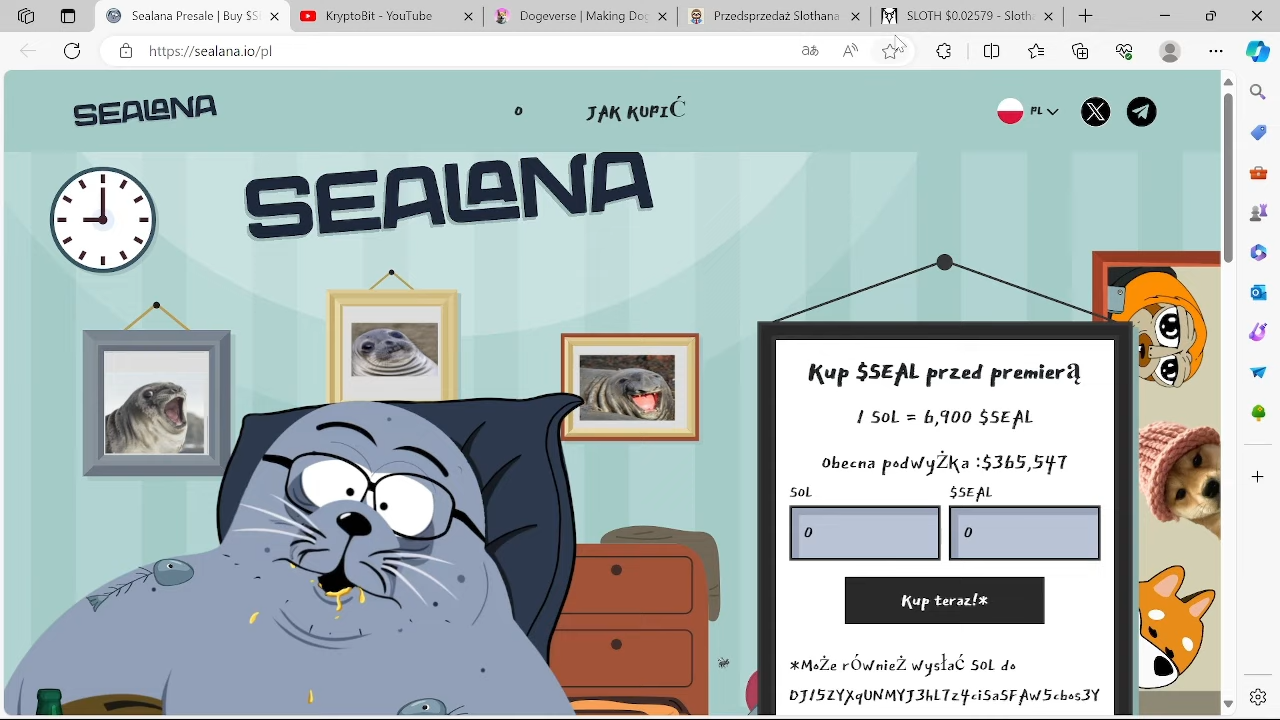 Sealana Presale | Buy $S
KryptoBit - YouTube
Dogeverse | Making Dog
Przedsprzedaż Slothana
SLOTH $0.02579 - Sloth
https://sealana.io/pl
SEALANA
0
JAK KUPIĆ
PL
SEALANA
Kup $SEAL przed premierą
1 SOL = 6,900 $SEAL
Obecna podwyżka :$365,547
SOL
$SEAL
0
0
Kup teraz!*
*Może również wysłać SOL do